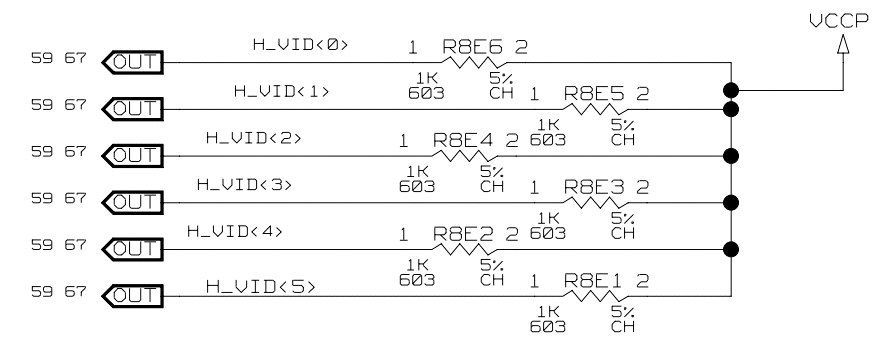 VCCP
59 67 OUT H_VID<0> 1 R8E6 2
1K 5%
603 CH
59 67 OUT H_VID<1> 1 R8E5 2
1K 5%
603 CH
59 67 OUT H_VID<2> 1 R8E4 2
1K 5%
603 CH
59 67 OUT H_VID<3> 1 R8E3 2
1K 5%
603 CH
59 67 OUT H_VID<4> 1 R8E2 2
1K 5%
603 CH
59 67 OUT H_VID<5> 1 R8E1 2
1K 5%
603 CH